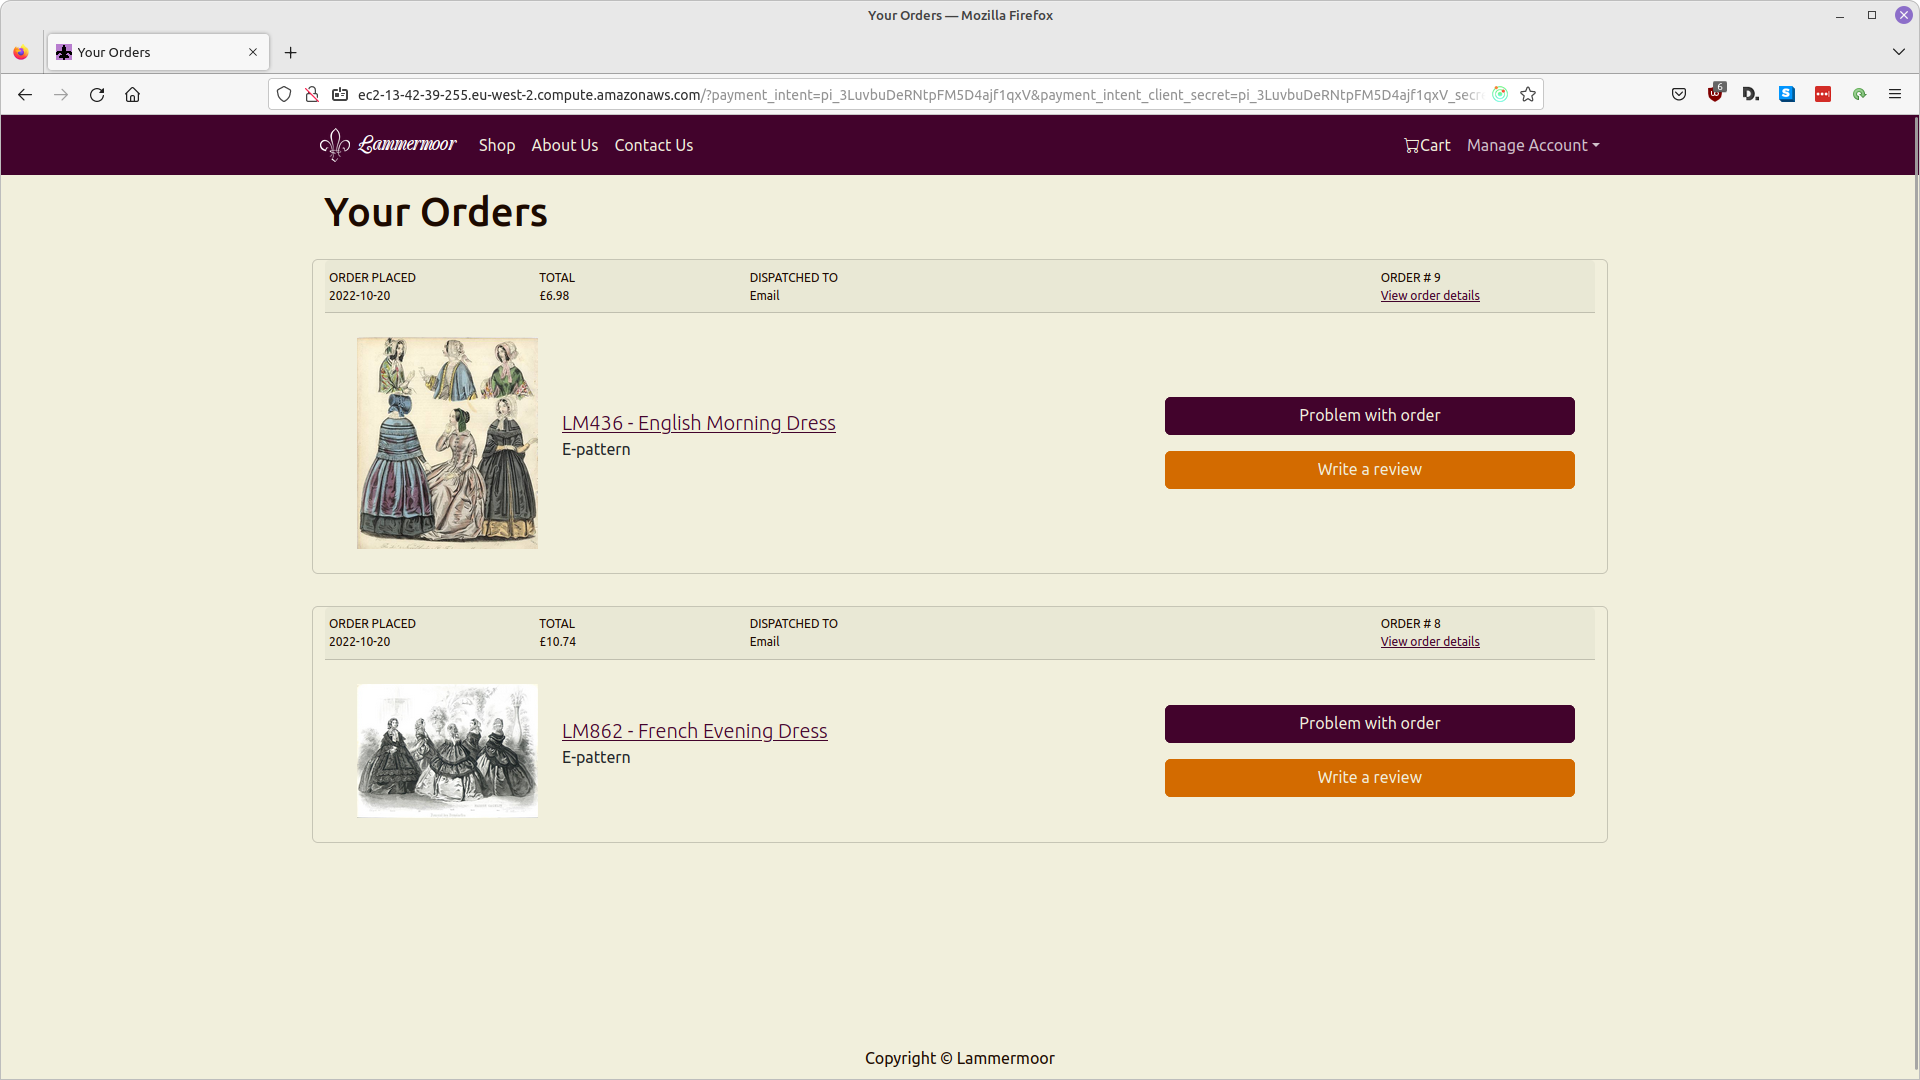 Your Orders — Mozilla Firefox
Your Orders
ec2-13-42-39-255.eu-west-2.compute.amazonaws.com/?payment_intent=pi_3LuvbuDeRNtpFM5D4ajf1qxV&payment_intent_client_secret=pi_3LuvbuDeRNtpFM5D4ajf1qxV_secr
6
Lammermoor Shop About Us Contact Us Cart Manage Account
Your Orders
ORDER PLACED TOTAL DISPATCHED TO ORDER # 9
2022-10-20 £6.98 Email View order details
Problem with order
LM436 - English Morning Dress
E-pattern
Write a review
ORDER PLACED TOTAL DISPATCHED TO ORDER # 8
2022-10-20 £10.74 Email View order details
Problem with order
LM862 - French Evening Dress
E-pattern
Write a review
Copyright © Lammermoor